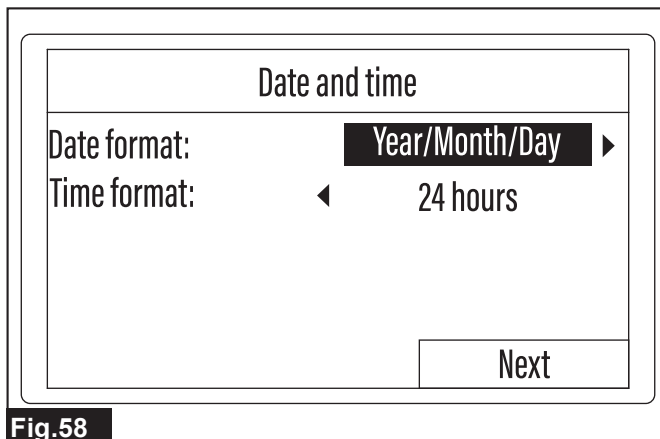 Date and time
Date format: Year/Month/Day
Time format: 24 hours
Next
Fig.58